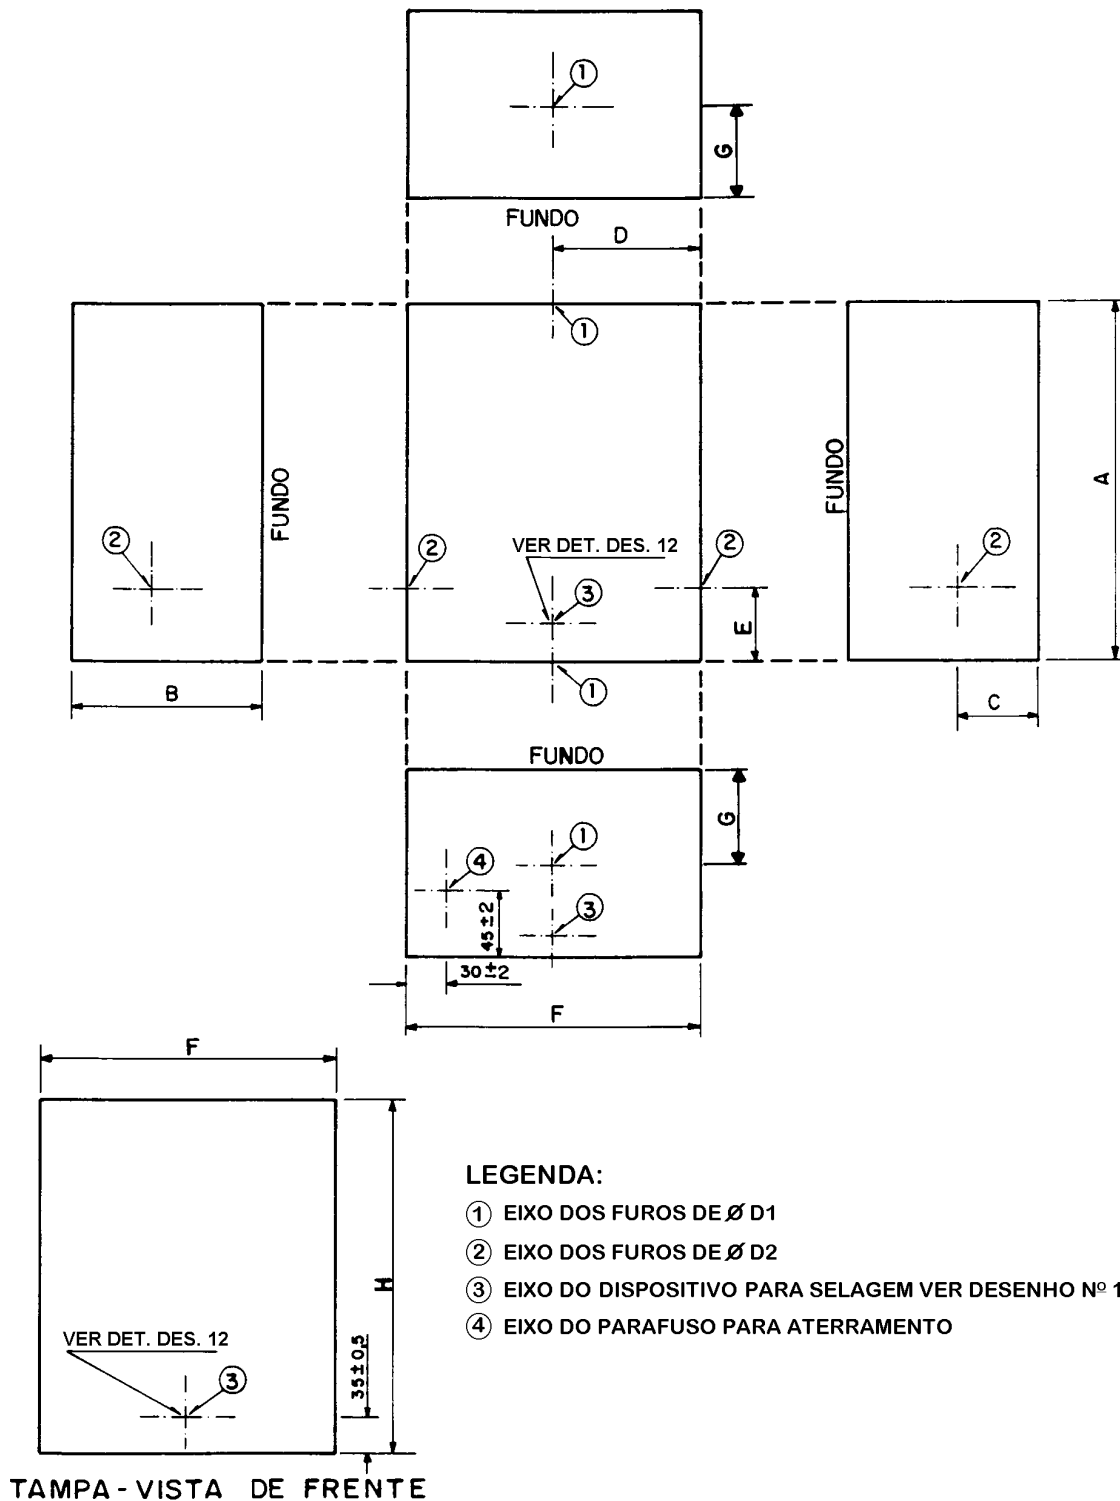 1
G
FUNDO
D
1
FUNDO
FUNDO
A
2
2
VER DET. DES. 12
2
2
3
E
B
1
C
FUNDO
G
1
4
3
45±2
30±2
F
F
H
LEGENDA:
1 EIXO DOS FUROS DE Ø D1
2 EIXO DOS FUROS DE Ø D2
3 EIXO DO DISPOSITIVO PARA SELAGEM VER DESENHO Nº 1
4 EIXO DO PARAFUSO PARA ATERRAMENTO
VER DET. DES. 12
3
35±0,5
TAMPA-VISTA DE FRENTE